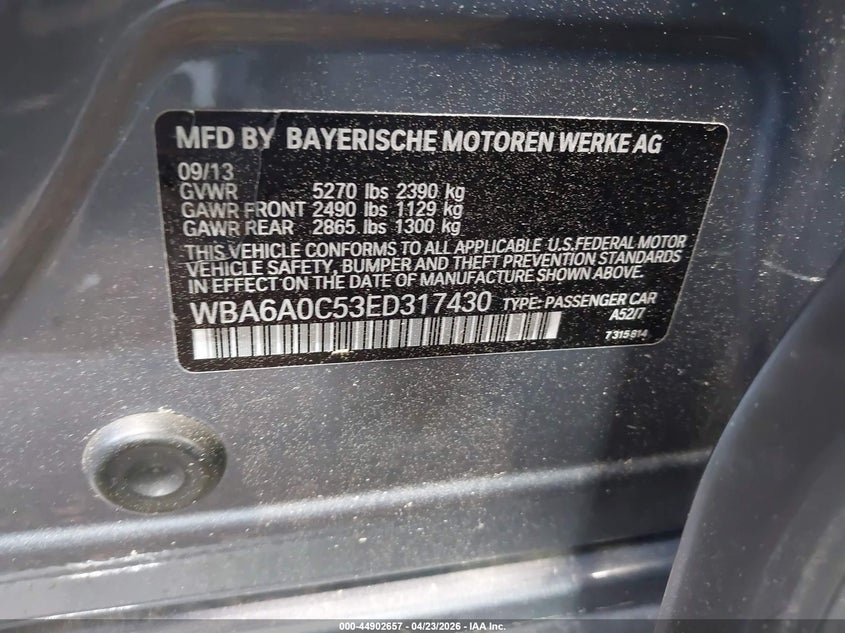 MFD BY BAYERISCHE MOTOREN WERKE AG
09/13
GVWR 5270 lbs 2390 kg
GAWR FRONT 2490 lbs 1129 kg
GAWR REAR 2865 lbs 1300 kg
THIS VEHICLE CONFORMS TO ALL APPLICABLE U.S. FEDERAL MOTOR
VEHICLE SAFETY, BUMPER AND THEFT PREVENTION STANDARDS
IN EFFECT ON THE DATE OF MANUFACTURE SHOWN ABOVE.
WBA6A0C53ED317430 TYPE: PASSENGER CAR
A52/7
7315814
000-44902657 - 04/23/2026 - IAA Inc.